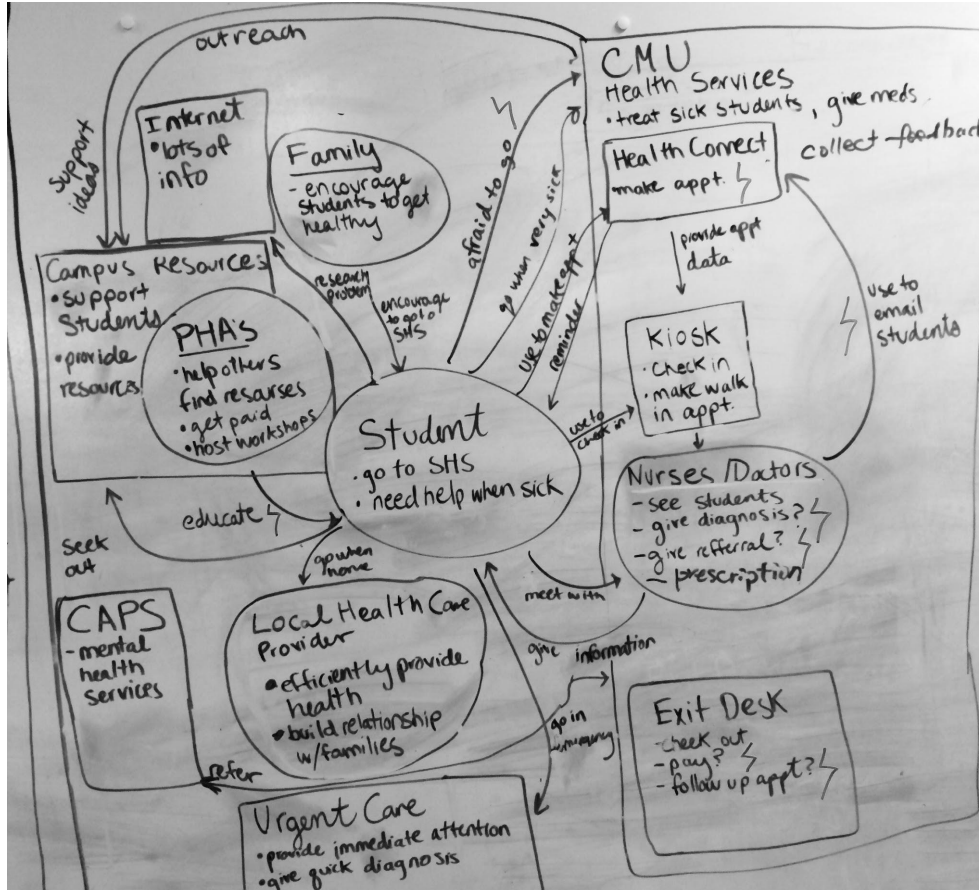 outreach
support
ideas
Internet
• lots of
info
Family
- encourage
students to get
healthy
CMU
Health Services
• treat sick students, give meds
collect feedback
Health Connect
• make appt.
afraid to go
go when very sick
use to make appt
reminder
provide appt
data
use to
email
students
Campus Resources
• support
Students
• provide
resources
PHA's
• help others
find resourses
• get paid
• host workshops
research
problem
encourage
to go to
SHS
Kiosk
• check in
• make walk
in appt.
Student
• go to SHS
• need help when sick
use to
check in
Nurses/Doctors
- see students
- give diagnosis?
- give refferral?
- prescription
educate
seek
out
go when
home
meet with
give information
CAPS
- mental
health
services
Local Health Care
Provider
• efficiently provide
health
• build relationship
w/families
refer
go in
emergency
Exit Desk
- check out
- pay?
- follow up appt?
Urgent Care
• provide immediate attention
• give quick diagnosis